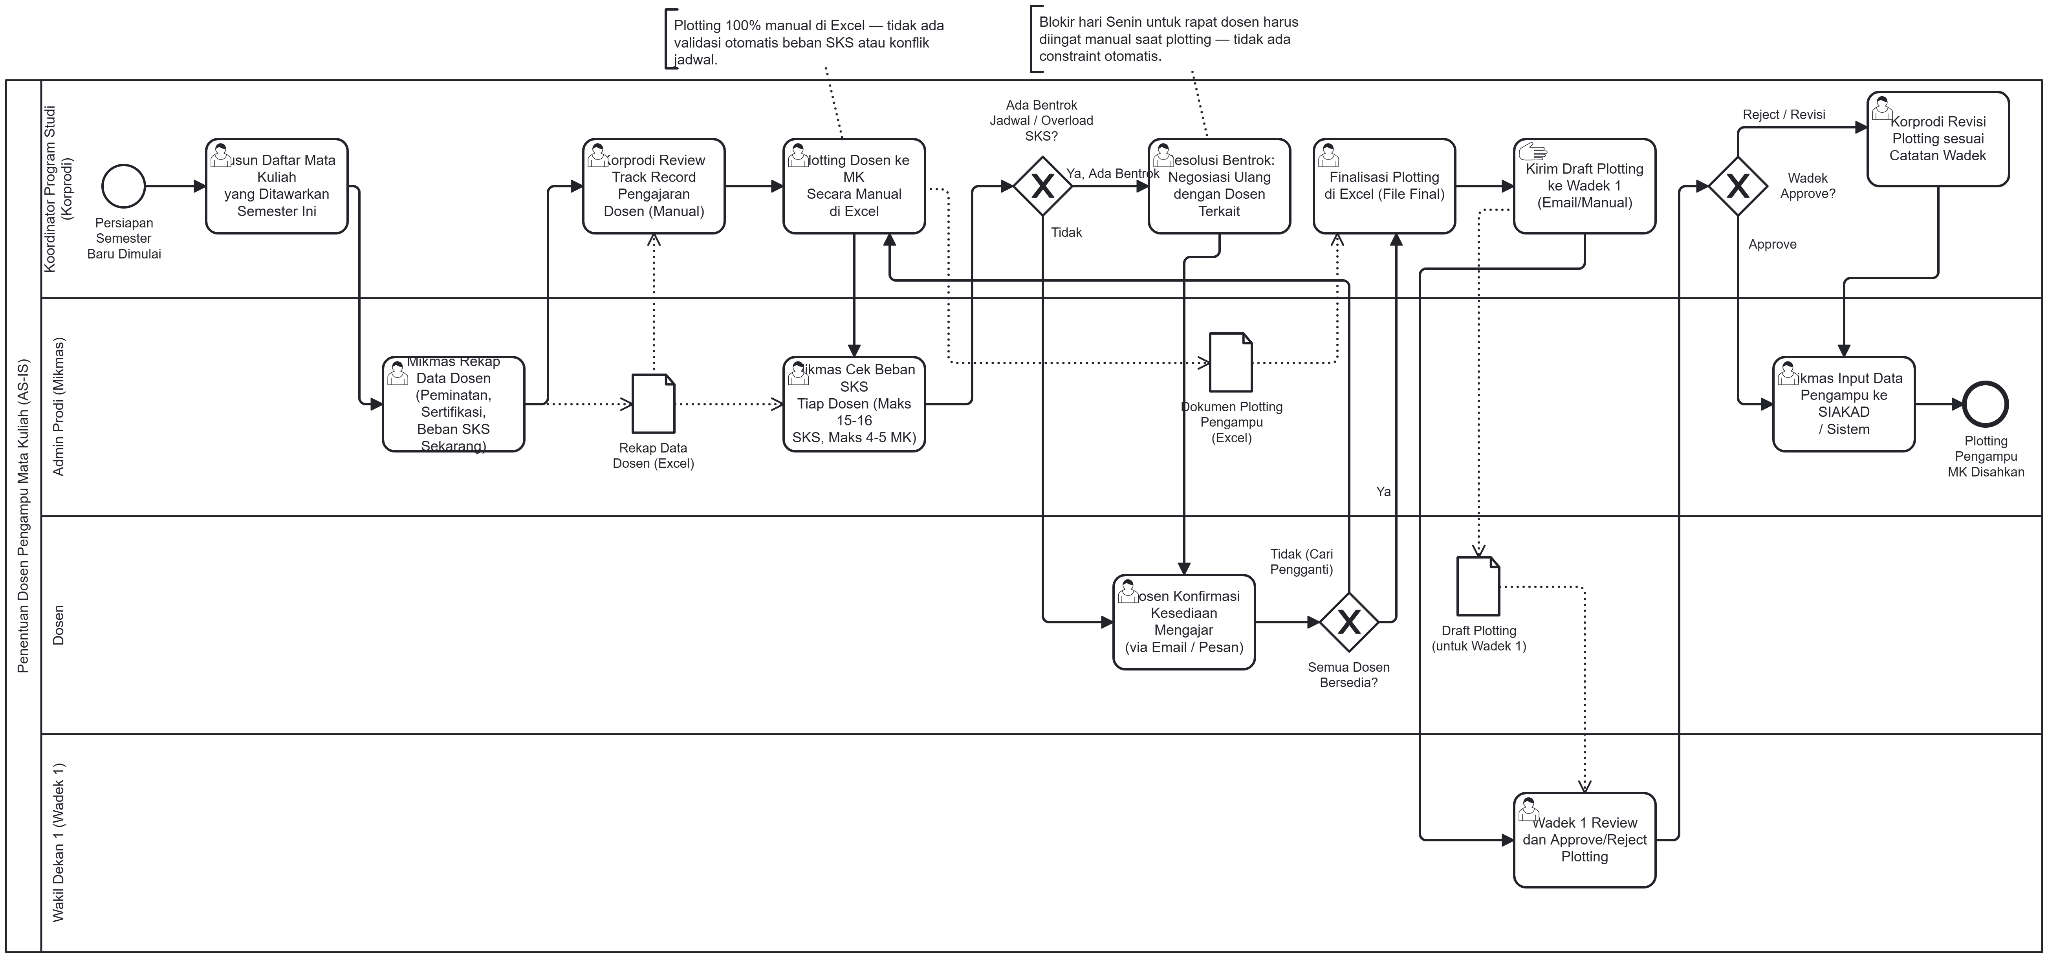 Plotting 100% manual di Excel — tidak ada
validasi otomatis beban SKS atau konflik
jadwal.
Blokir hari Senin untuk rapat dosen harus
diingat manual saat plotting — tidak ada
constraint otomatis.
Penentuan Dosen Pengampu Mata Kuliah (AS-IS)
Koordinator Program Studi
(Korprodi)
Persiapan
Semester
Baru Dimulai
Daftar Mata
Kuliah
yang Ditawarkan
Semester Ini
Korprodi Review
Track Record
Pengajaran
Dosen (Manual)
Plotting Dosen ke
MK
Secara Manual
di Excel
Ada Bentrok
Jadwal / Overload
SKS?
Ya, Ada Bentrok
Tidak
Resolusi Bentrok:
Negosiasi Ulang
dengan Dosen
Terkait
Finalisasi Plotting
di Excel (File Final)
Kirim Draft Plotting
ke Wadek 1
(Email/Manual)
Reject / Revisi
Wadek
Approve?
Approve
Korprodi Revisi
Plotting sesuai
Catatan Wadek
Admin Prodi (Mikmas)
Mikmas Rekap
Data Dosen
(Peminatan,
Sertifikasi,
Beban SKS
Sekarang)
Rekap Data
Dosen (Excel)
Mikmas Cek Beban
SKS
Tiap Dosen (Maks
15-16
SKS, Maks 4-5 MK)
Dokumen Plotting
Pengampu
(Excel)
Ya
Mikmas Input Data
Pengampu ke
SIAKAD
/ Sistem
Plotting
Pengampu
MK Disahkan
Dosen
Dosen Konfirmasi
Kesediaan
Mengajar
(via Email / Pesan)
Tidak (Cari
Pengganti)
Semua Dosen
Bersedia?
Draft Plotting
(untuk Wadek 1)
Wakil Dekan 1 (Wadek 1)
Wadek 1 Review
dan Approve/Reject
Plotting